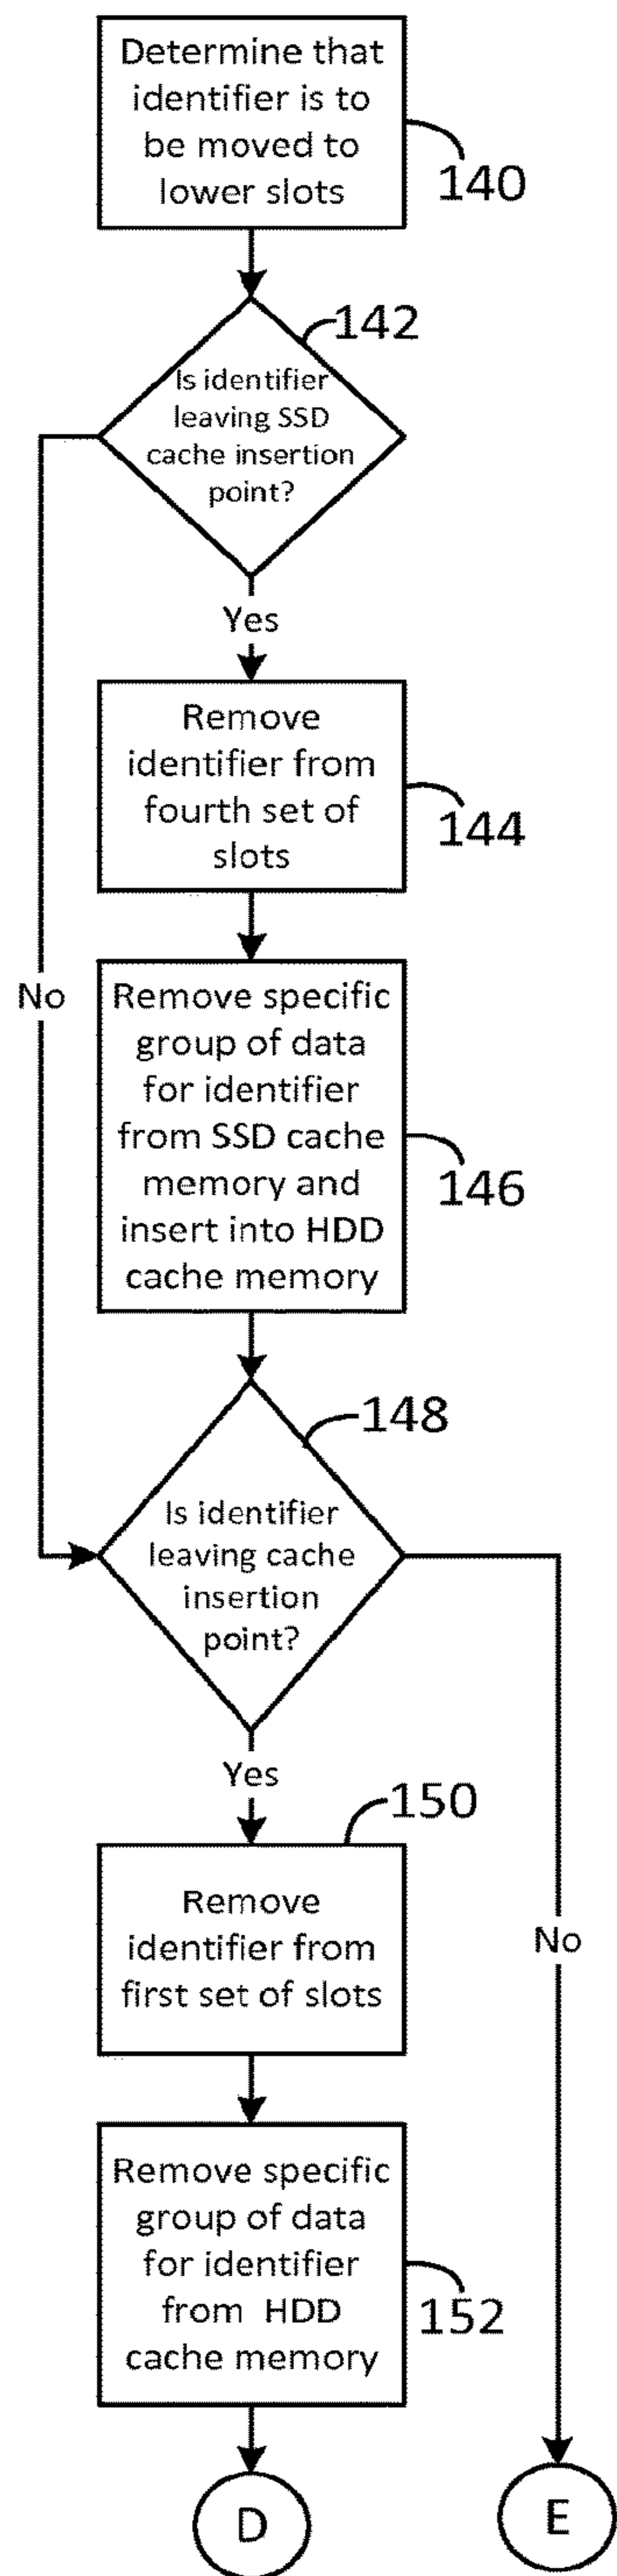 Determine that
identifier is to
be moved to
lower slots
140
142
Is identifier
leaving SSD
cache insertion
point?
Yes
Remove
identifier from
fourth set of
slots
144
No
Remove specific
group of data
for identifier
from SSD cache
memory and
insert into HDD
cache memory
146
148
Is identifier
leaving cache
insertion
point?
Yes
150
Remove
identifier from
first set of slots
No
Remove specific
group of data
for identifier
from HDD
cache memory
152
D
E